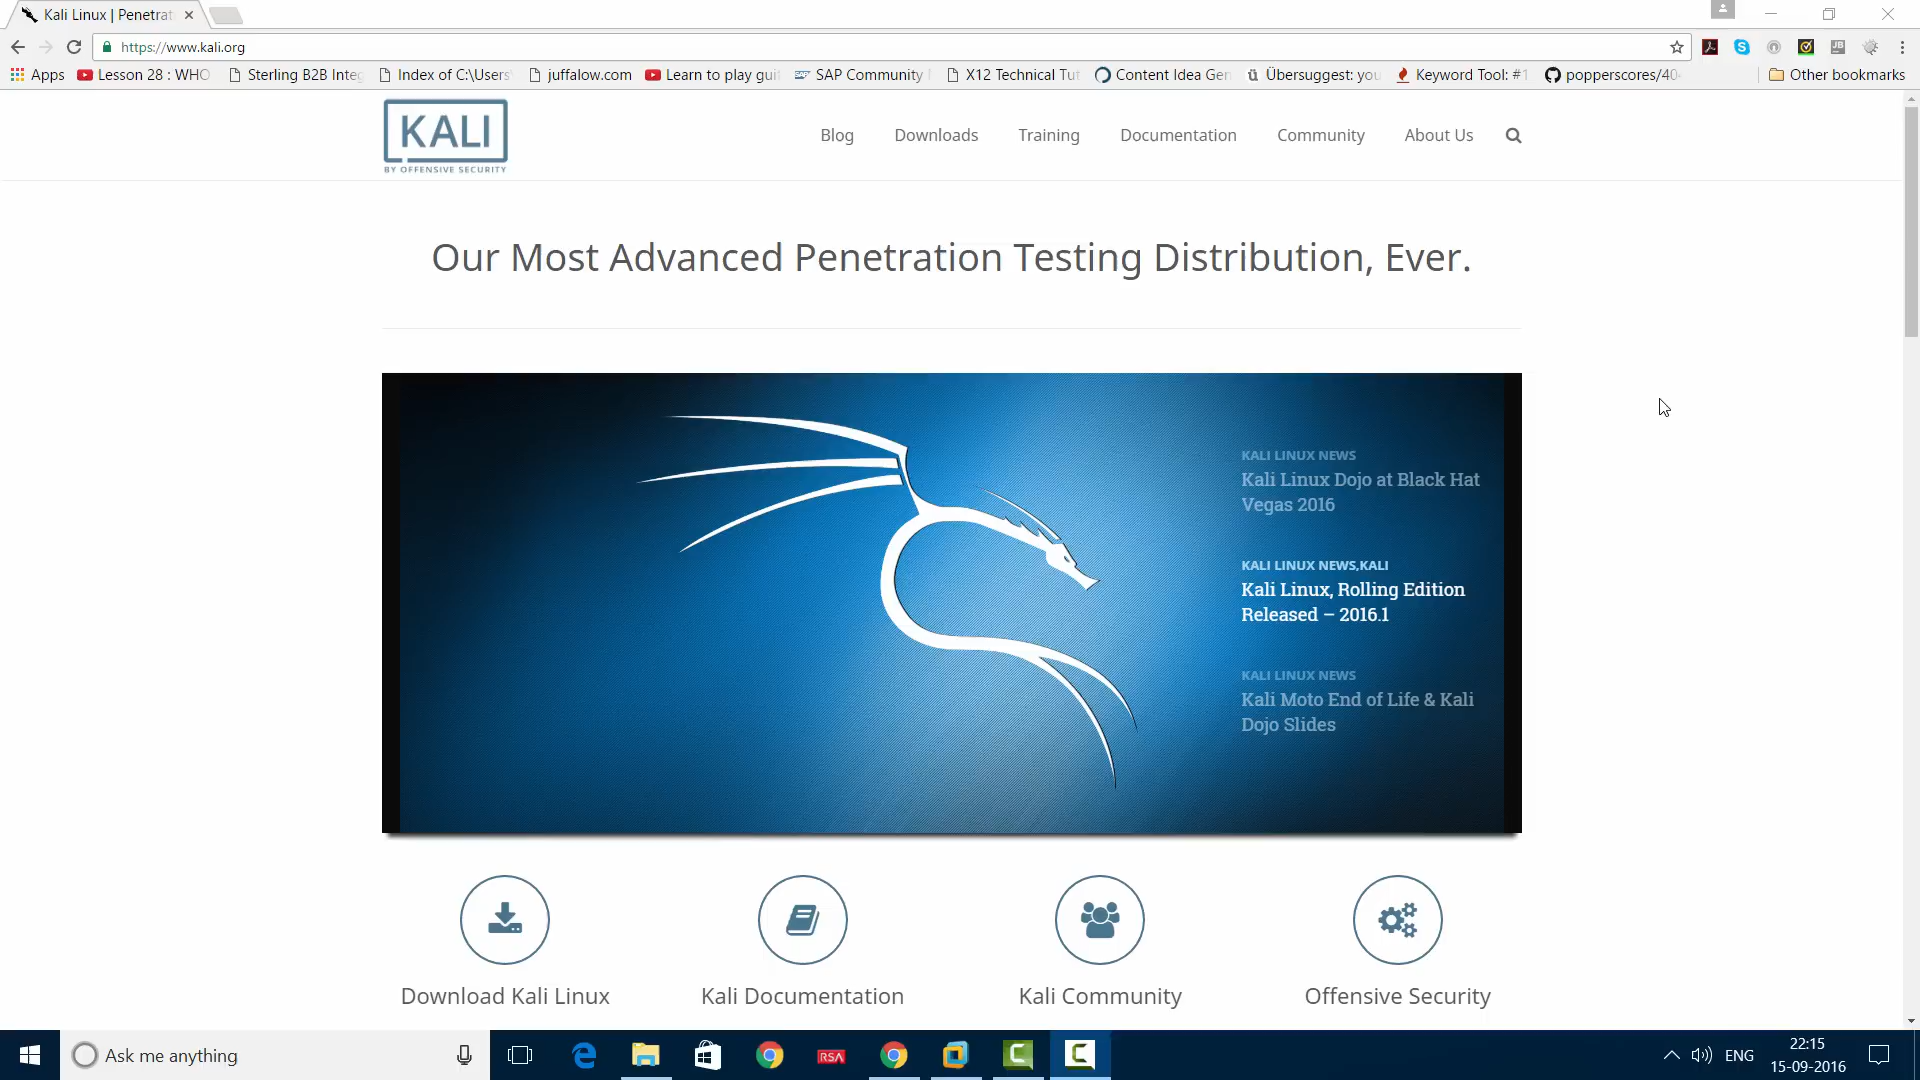 Kali Linux | Penetrat
https://www.kali.org
Apps
Lesson 28 : WHO
Sterling B2B Inte
Index of C:\Users
juffalow.com
Learn to play gui
SAP Community
X12 Technical Tut
Content Idea Gen
Übersuggest: you
Keyword Tool: #1
popperscores/40
Other bookmarks
KALI
BY OFFENSIVE SECURITY
Blog
Downloads
Training
Documentation
Community
About Us
Our Most Advanced Penetration Testing Distribution, Ever.
KALI LINUX NEWS
Kali Linux Dojo at Black Hat
Vegas 2016
KALI LINUX NEWS,KALI
Kali Linux, Rolling Edition
Released – 2016.1
KALI LINUX NEWS
Kali Moto End of Life & Kali
Dojo Slides
Download Kali Linux
Kali Documentation
Kali Community
Offensive Security
Ask me anything
RSA
ENG
22:15
15-09-2016